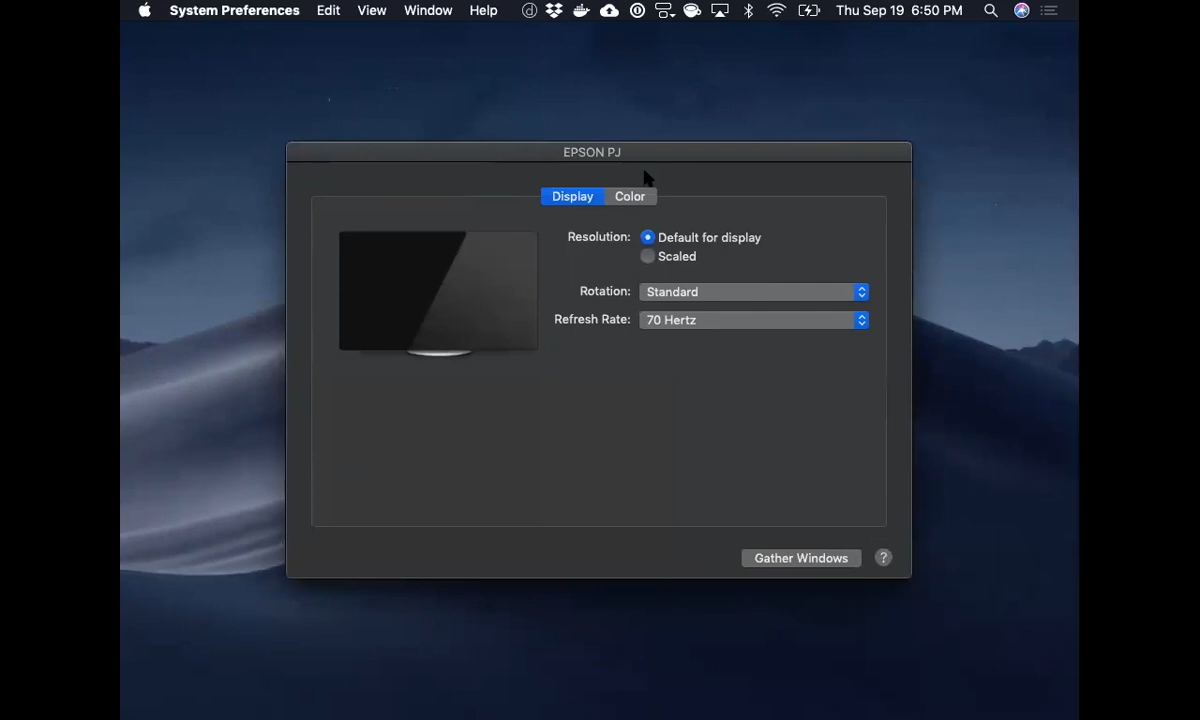 System Preferences Edit View Window Help Thu Sep 19 6:50 PM
EPSON PJ
Display Color
Resolution: Default for display
Scaled
Rotation: Standard
Refresh Rate: 70 Hertz
Gather Windows ?